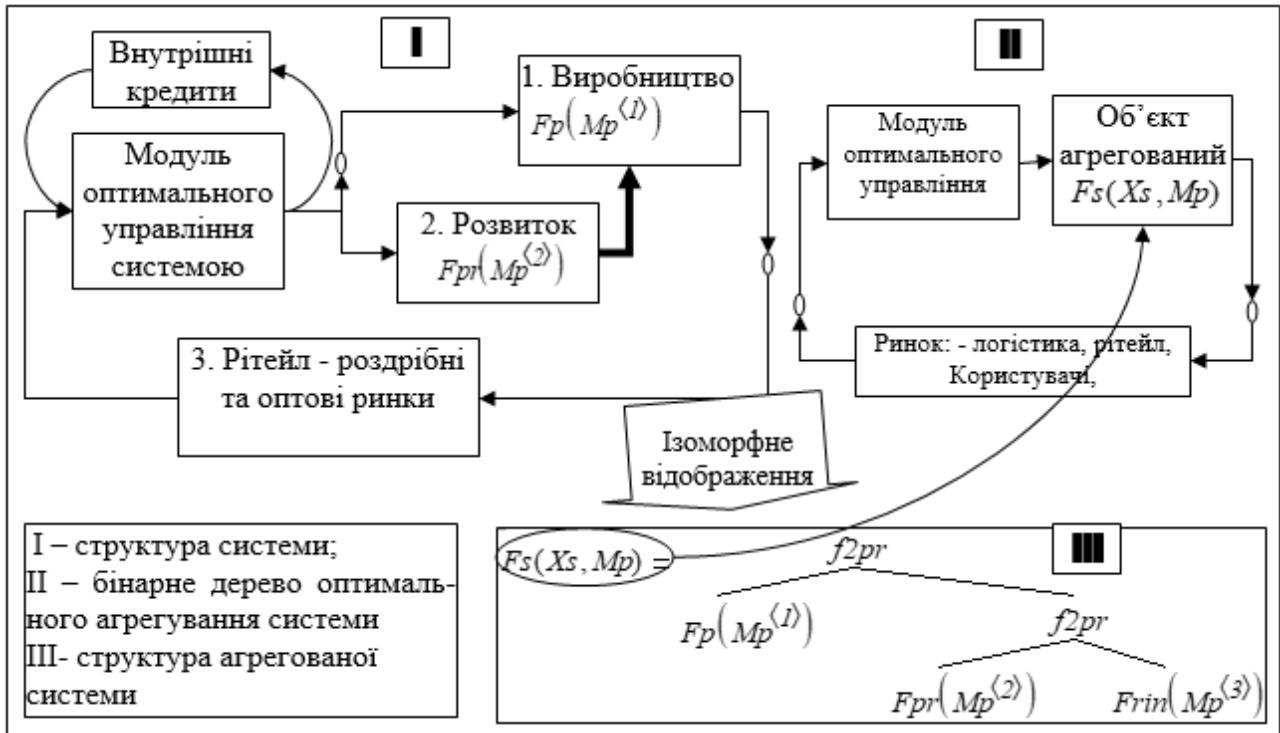 I
II
Внутрішні
кредити
Модуль
оптимального
управління
системою
1. Виробництво
Fp(Mp⟨1⟩)
2. Розвиток
Fpr(Mp⟨2⟩)
3. Рітейл - роздрібні
та оптові ринки
Модуль
оптимального
управління
Об’єкт
агрегований
Fs(Xs, Mp)
Ринок: - логістика, рітейл,
Користувачі,
Ізоморфне
відображення
I – структура системи;
II – бінарне дерево оптималь-
ного агрегування системи
III- структура агрегованої
системи
III
Fs(Xs, Mp) =
f2pr
Fp(Mp⟨1⟩)
f2pr
Fpr(Mp⟨2⟩)
Frin(Mp⟨3⟩)